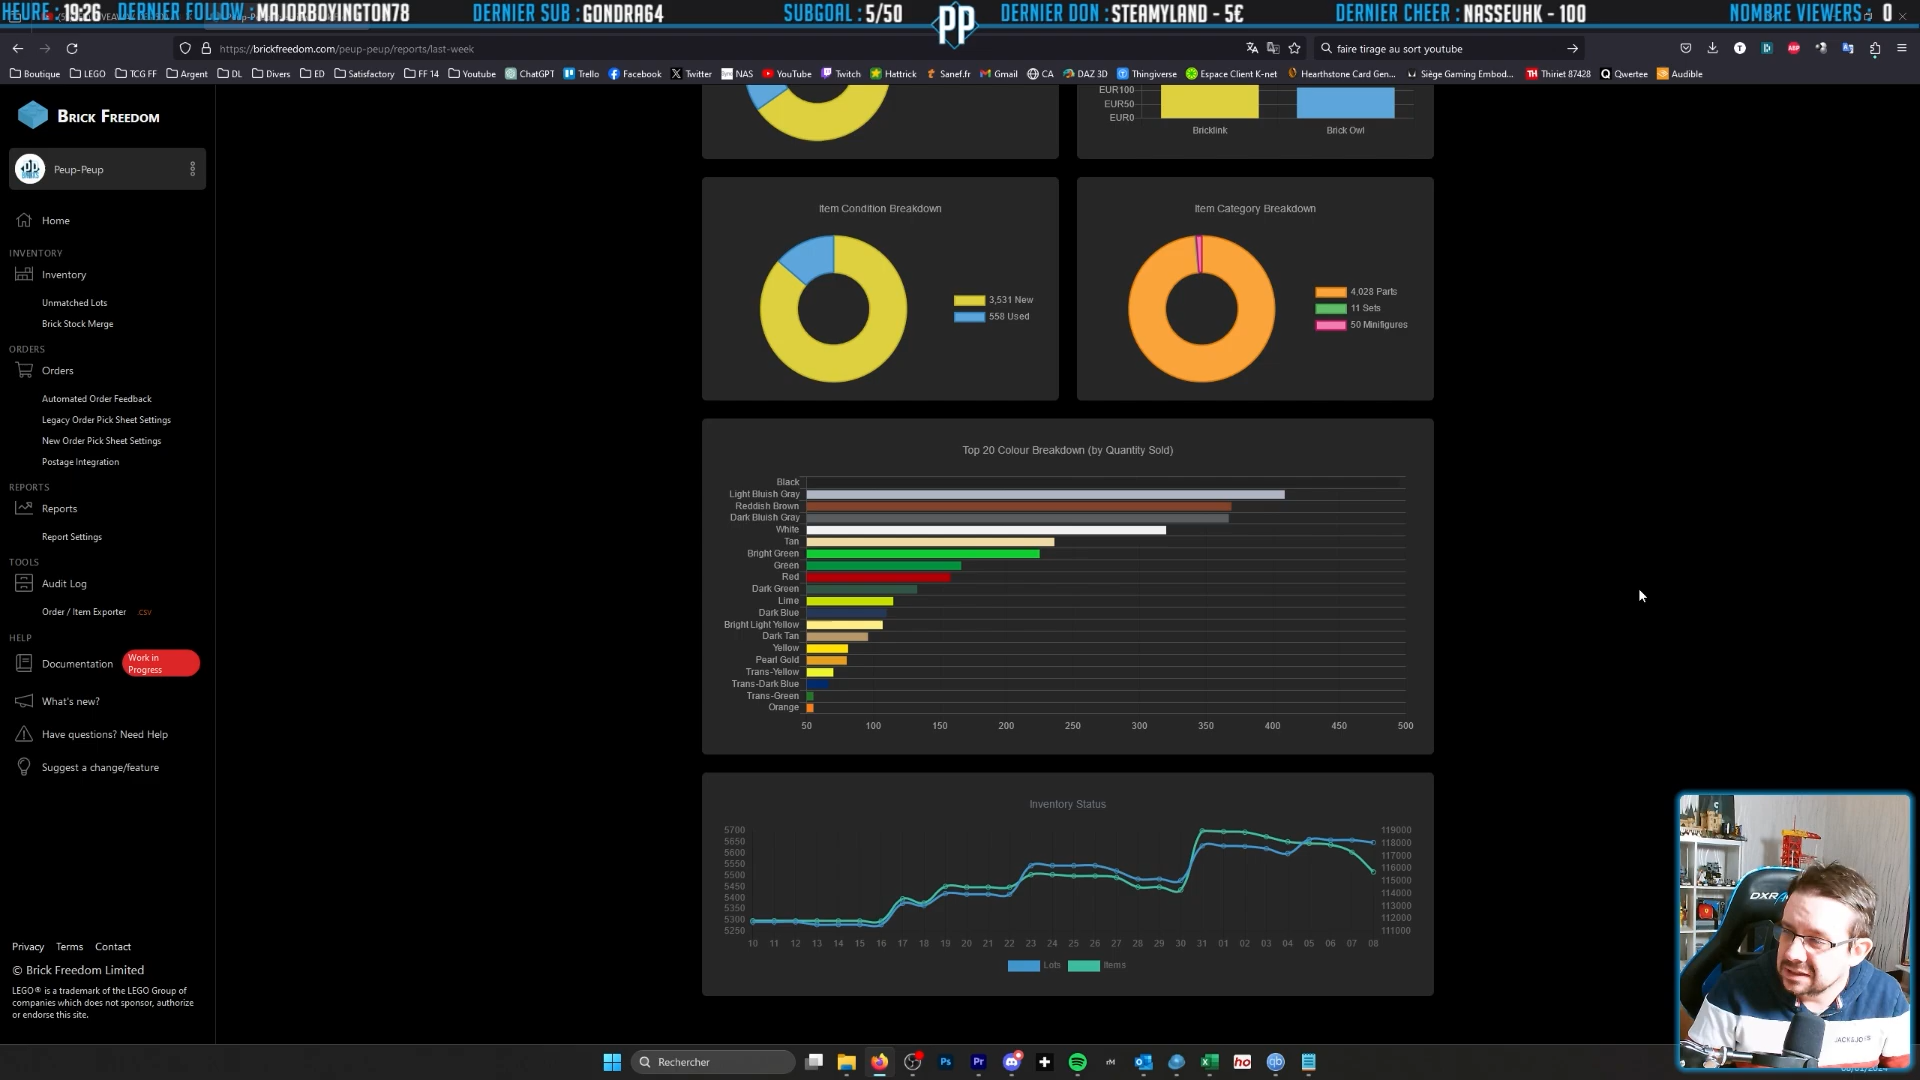 HEURE : 19:26 DERNIER FOLLOW : MAJORBOYINGTON78 DERNIER SUB : GONDRA64 SUBGOAL : 5/50 PP DERNIER DON : STEAMYLAND - 5€ DERNIER CHEER : NASSEUHK - 100 NOMBRE VIEWERS : 0
https://brickfreedom.com/peup-peup/reports/last-week
faire tirage au sort youtube
Boutique LEGO TCG FF Argent DL Divers ED Satisfactory FF 14 Youtube ChatGPT Trello Facebook Twitter NAS YouTube Twitch Hattrick Sanef.fr Gmail CA DAZ 3D Thingiverse Espace Client K-net Hearthstone Card Gen... Siège Gaming Embod... Thiriet 87428 Qwertee Audible
BRICK FREEDOM
Peup-Peup
Home
INVENTORY
Inventory
Unmatched Lots
Brick Stock Merge
ORDERS
Orders
Automated Order Feedback
Legacy Order Pick Sheet Settings
New Order Pick Sheet Settings
Postage Integration
REPORTS
Reports
Report Settings
TOOLS
Audit Log
Order / Item Exporter .csv
HELP
Documentation
Work in
Progress
What's new?
Have questions? Need Help
Suggest a change/feature
Privacy Terms Contact
© Brick Freedom Limited
LEGO® is a trademark of the LEGO Group of
companies which does not sponsor, authorize
or endorse this site.
EUR100
EUR50
EUR0
Bricklink Brick Owl
Item Condition Breakdown
3,531 New
558 Used
Item Category Breakdown
4,028 Parts
11 Sets
50 Minifigures
Top 20 Colour Breakdown (by Quantity Sold)
Black
Light Bluish Gray
Reddish Brown
Dark Bluish Gray
White
Tan
Bright Green
Green
Red
Dark Green
Lime
Dark Blue
Bright Light Yellow
Dark Tan
Yellow
Pearl Gold
Trans-Yellow
Trans-Dark Blue
Trans-Green
Orange
50 100 150 200 250 300 350 400 450 500
Inventory Status
5700 119000
5650 118000
5600 117000
5550 116000
5500 115000
5450 114000
5400 113000
5350 112000
5300 111000
5250
10 11 12 13 14 15 16 17 18 19 20 21 22 23 24 25 26 27 28 29 30 31 01 02 03 04 05 06 07 08
Lots Items
DXR
JACK&JONES
Rechercher